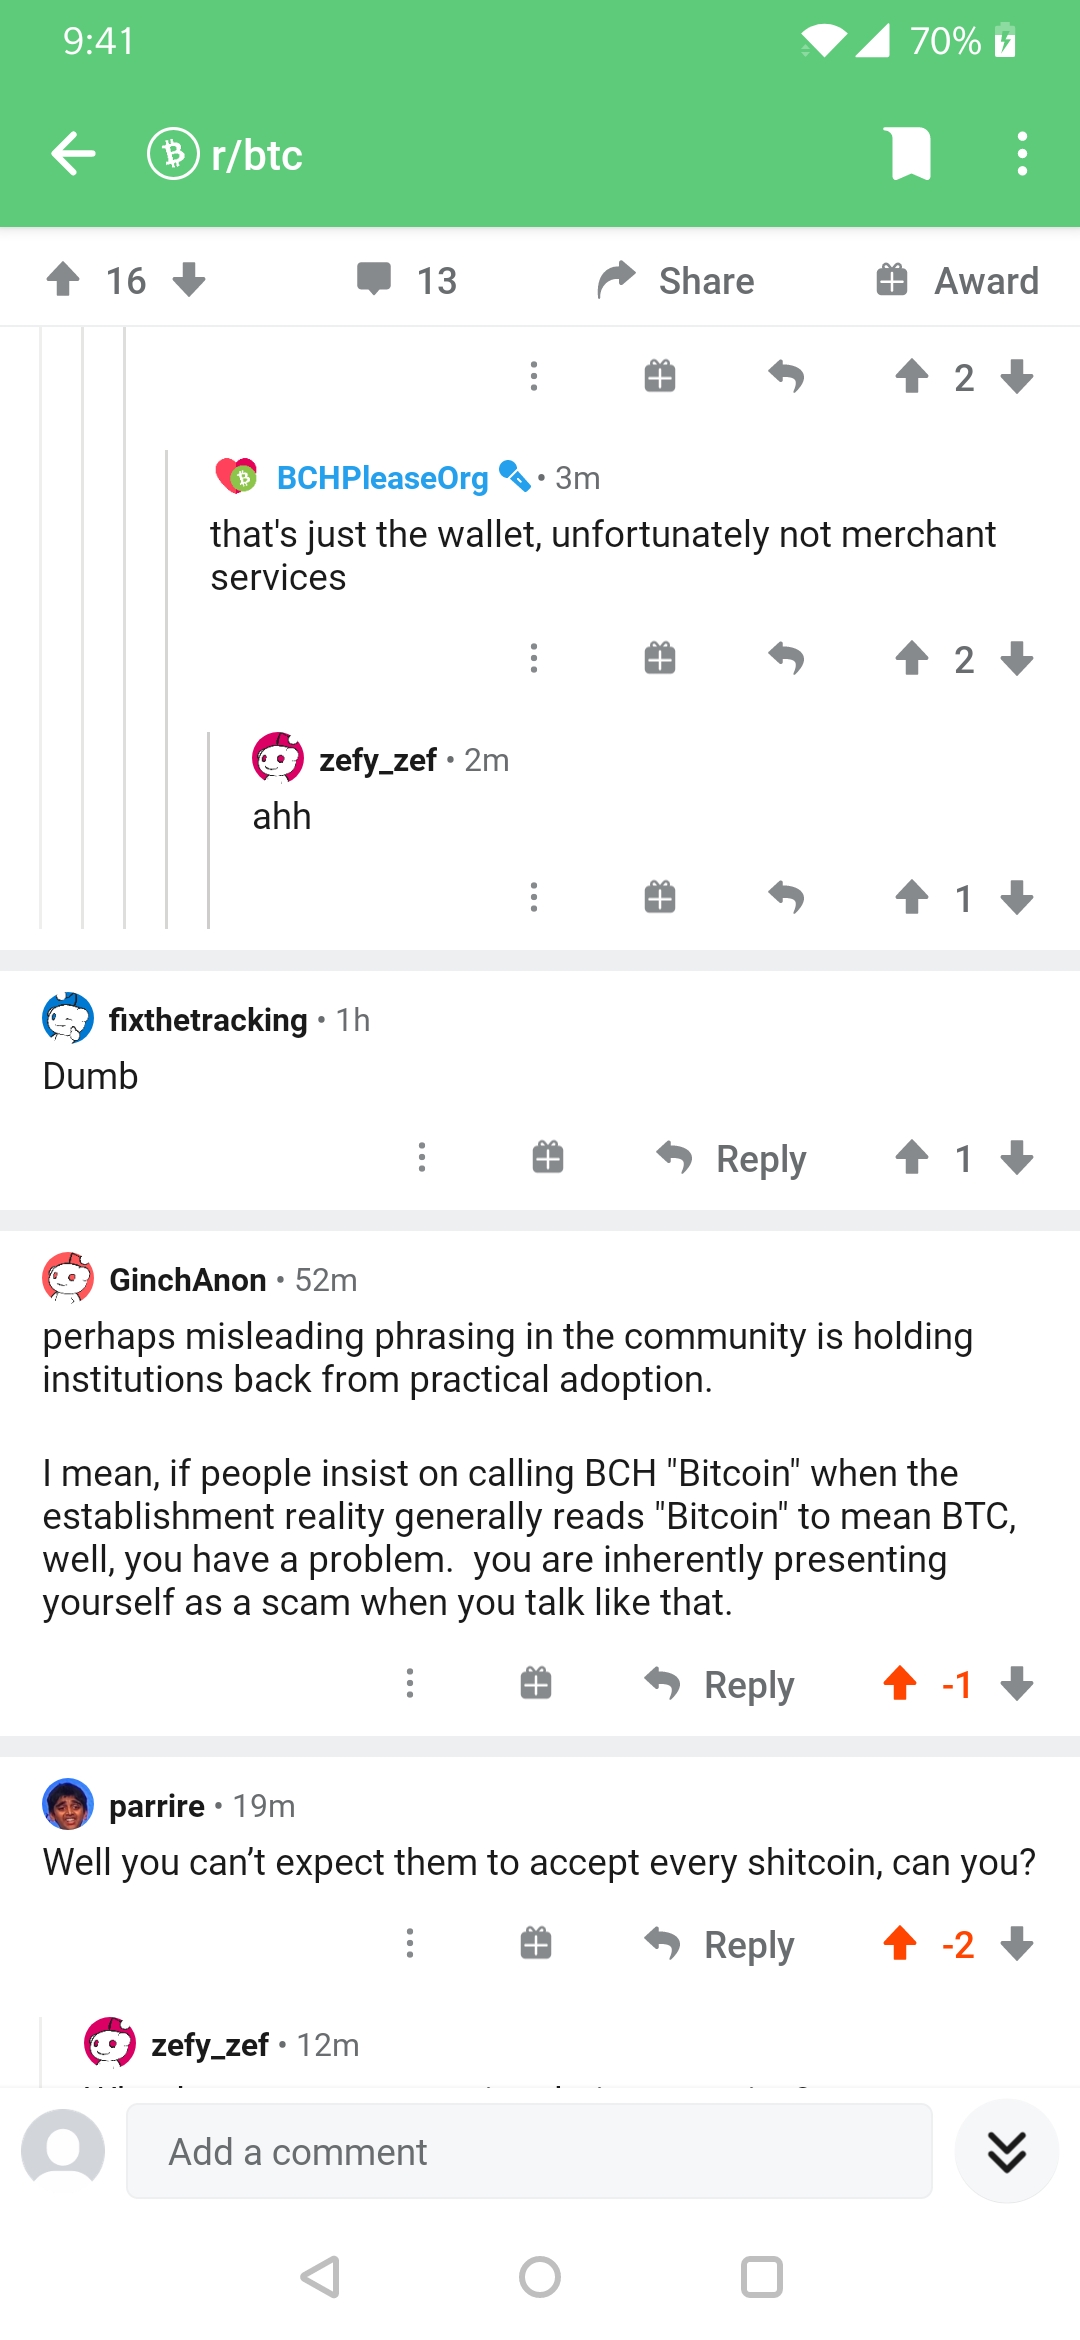 9:41
70%
r/btc
16
13
Share
Award
2
BCHPleaseOrg • 3m
that's just the wallet, unfortunately not merchant
services
2
zefy_zef • 2m
ahh
1
fixthetracking • 1h
Dumb
Reply
1
GinchAnon • 52m
perhaps misleading phrasing in the community is holding
institutions back from practical adoption.
I mean, if people insist on calling BCH "Bitcoin" when the
establishment reality generally reads "Bitcoin" to mean BTC,
well, you have a problem.  you are inherently presenting
yourself as a scam when you talk like that.
Reply
-1
parrire • 19m
Well you can’t expect them to accept every shitcoin, can you?
Reply
-2
zefy_zef • 12m
Add a comment